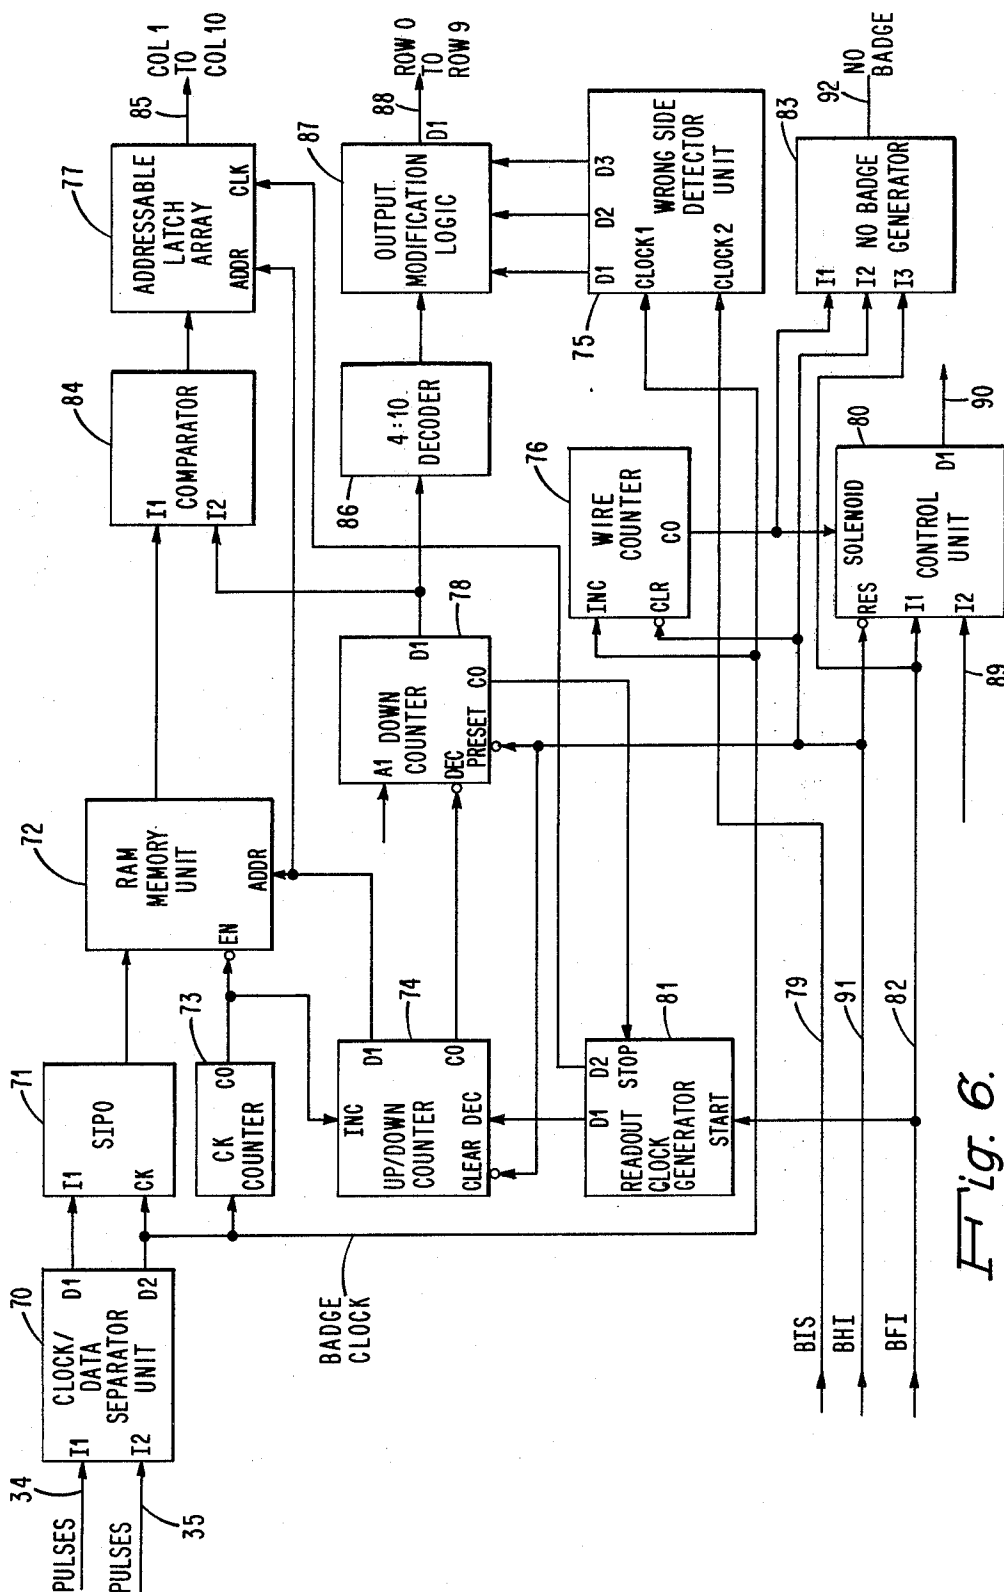 PULSES
34
I1
PULSES
35
I2
70
CLOCK/
DATA
SEPARATOR
UNIT
D1
D2
71
I1
SIPO
CK
73
CK
COUNTER
CO
72
RAM
MEMORY
UNIT
EN
ADDR
84
I1
COMPARATOR
I2
77
ADDRESSABLE
LATCH
ARRAY
ADDR
CLK
85
COL 1
TO
COL 10
BADGE
CLOCK
74
INC
D1
UP/DOWN
COUNTER
CO
CLEAR
DEC
78
A1
DOWN
COUNTER
D1
DEC
PRESET
CO
86
4:10
DECODER
87
OUTPUT
MODIFICATION
LOGIC
88
D1
ROW 0
TO
ROW 9
81
D1
D2
READOUT
CLOCK
GENERATOR
STOP
START
76
INC
WIRE
COUNTER
CLR
CO
75
D1
D2
D3
CLOCK1
WRONG SIDE
DETECTOR
UNIT
CLOCK2
BIS
79
BHI
91
BFI
82
80
SOLENOID
RES
CONTROL
UNIT
I1
I2
D1
89
90
83
I1
I2
I3
NO BADGE
GENERATOR
92
NO
BADGE
Fig. 6.